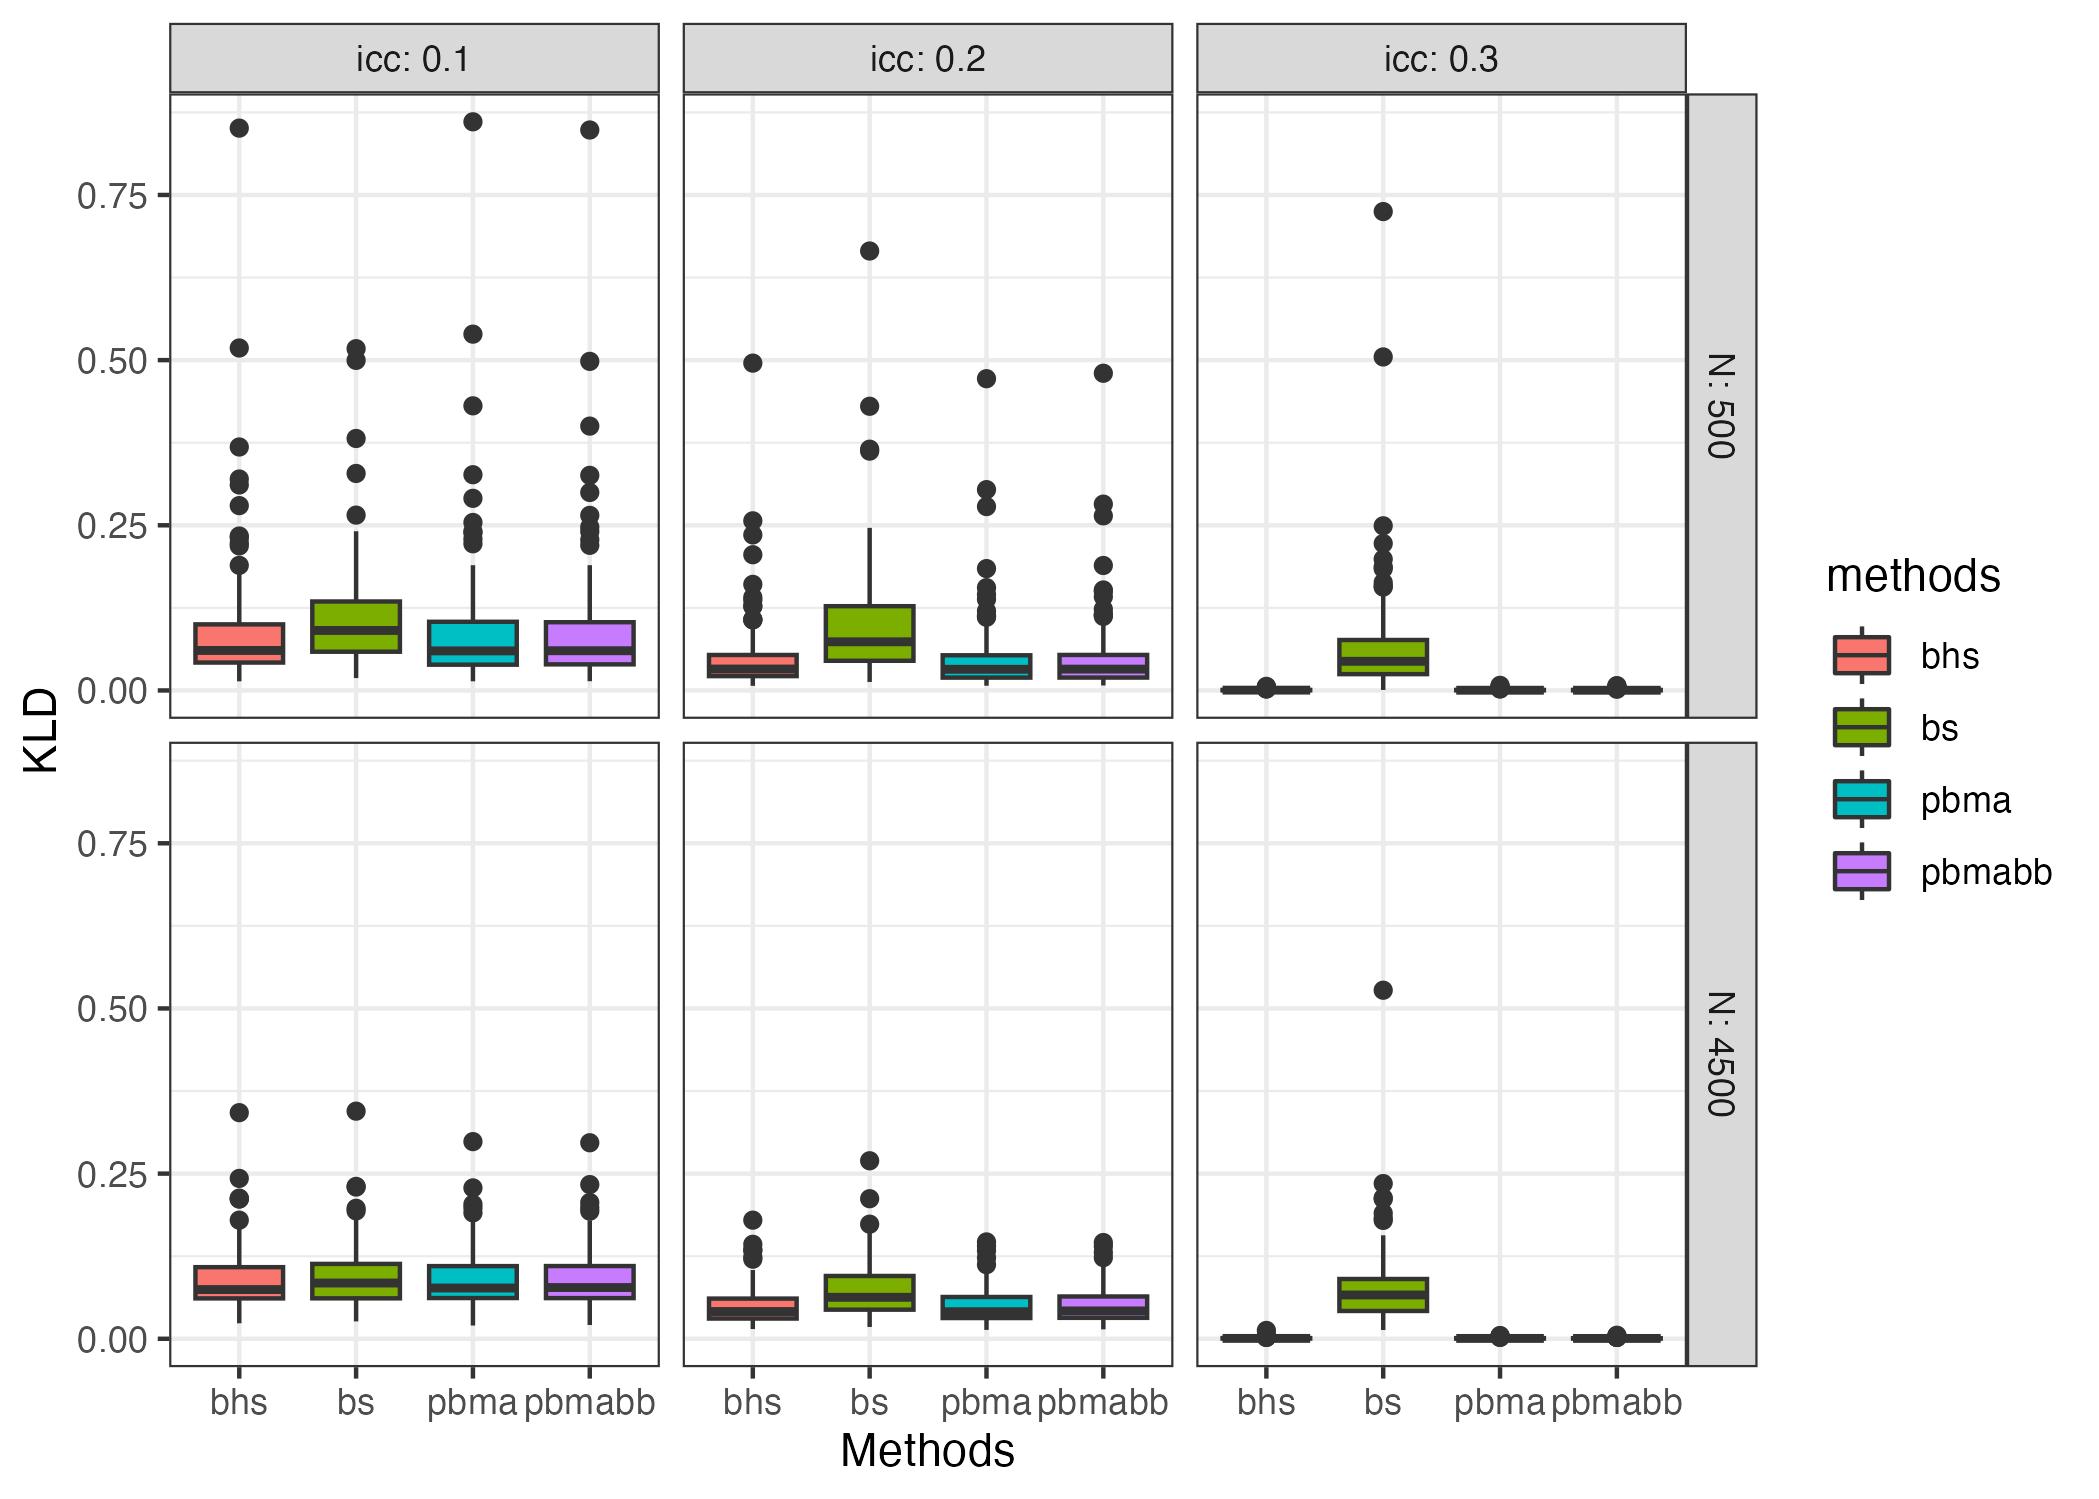 icc: 0.1
icc: 0.2
icc: 0.3
0.75
0.50
0.25
0.00
N: 500
KLD
0.75
0.50
0.25
0.00
N: 4500
bhs bs pbma pbmabb
bhs bs pbma pbmabb
bhs bs pbma pbmabb
Methods
methods
bhs
bs
pbma
pbmabb